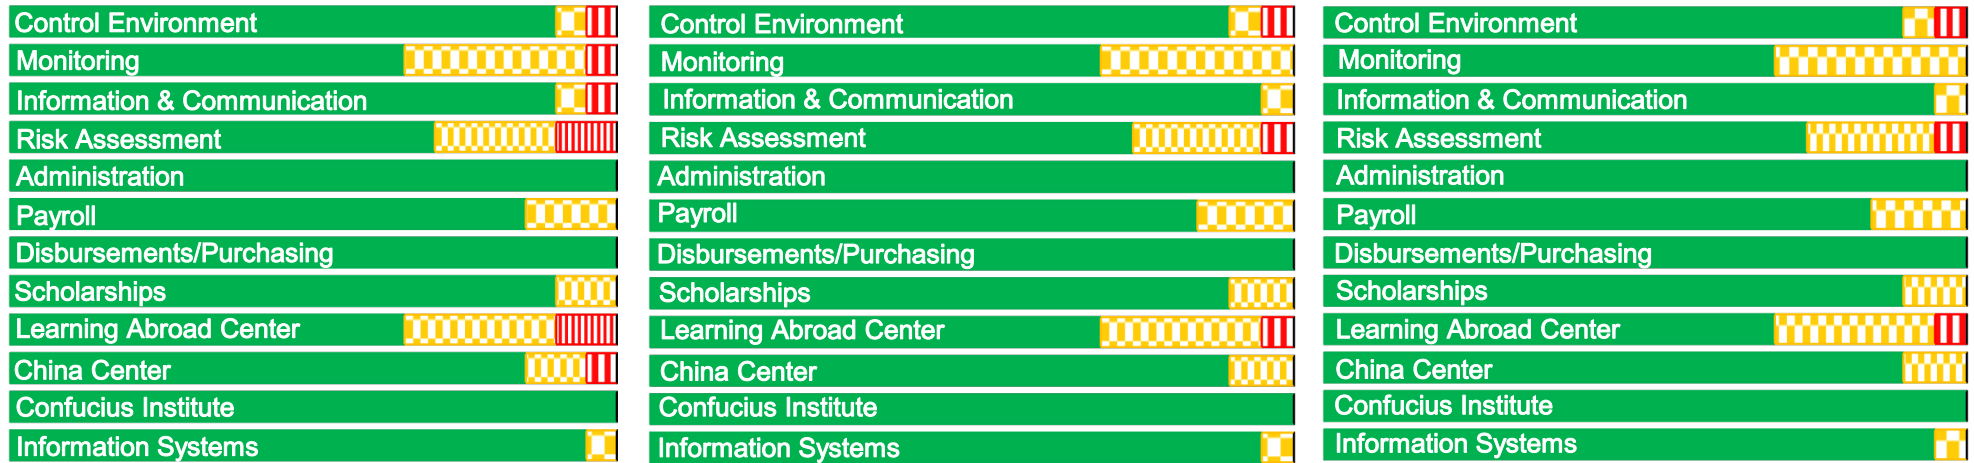 Control Environment
Monitoring
Information & Communication
Risk Assessment
Administration
Payroll
Disbursements/Purchasing
Scholarships
Learning Abroad Center
China Center
Confucius Institute
Information Systems
Control Environment
Monitoring
Information & Communication
Risk Assessment
Administration
Payroll
Disbursements/Purchasing
Scholarships
Learning Abroad Center
China Center
Confucius Institute
Information Systems
Control Environment
Monitoring
Information & Communication
Risk Assessment
Administration
Payroll
Disbursements/Purchasing
Scholarships
Learning Abroad Center
China Center
Confucius Institute
Information Systems